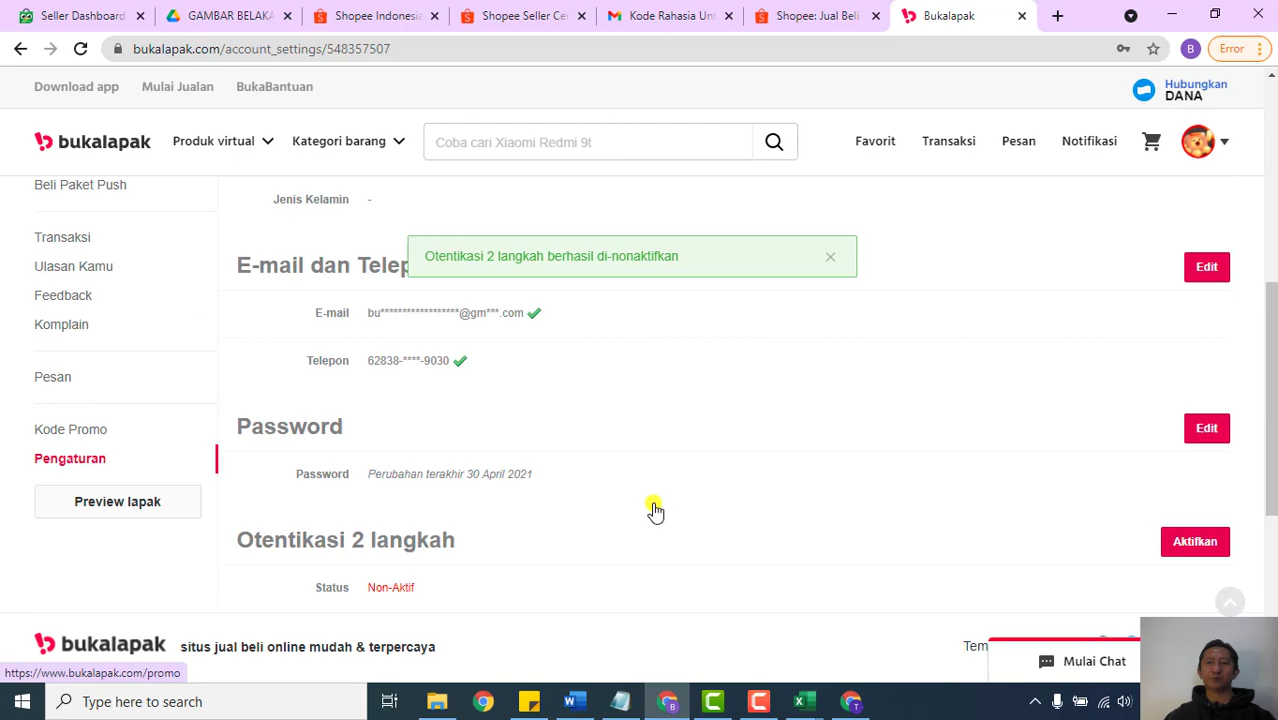 Seller Dashboard
GAMBAR BELAKA
Shopee Indonesia
Shopee Seller Cen
Kode Rahasia Un
Shopee: Jual Beli
Bukalapak
bukalapak.com/account_settings/548357507
B
Error
Download app
Mulai Jualan
BukaBantuan
Hubungkan
DANA
bukalapak
Produk virtual
Kategori barang
Coba cari Xiaomi Redmi 9t
Favorit
Transaksi
Pesan
Notifikasi
Beli Paket Push
Transaksi
Ulasan Kamu
Feedback
Komplain
Pesan
Kode Promo
Pengaturan
Preview lapak
Jenis Kelamin -
Otentikasi 2 langkah berhasil di-nonaktifkan
E-mail dan Telep
Edit
E-mail bu*****************@gm***.com
Telepon 62838-****-9030
Password
Edit
Password Perubahan terakhir 30 April 2021
Otentikasi 2 langkah
Aktifkan
Status Non-Aktif
bukalapak situs jual beli online mudah & terpercaya
Tem
Mulai Chat
https://www.bukalapak.com/promo
Type here to search